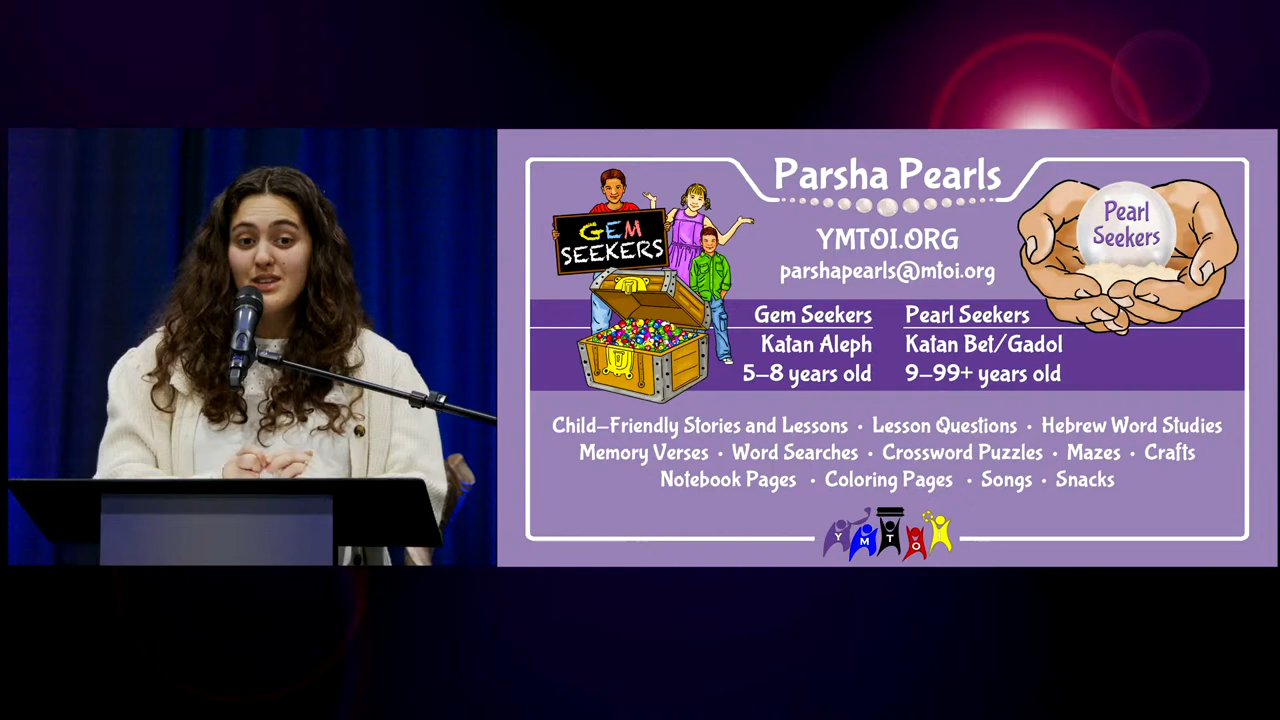 Parsha Pearls
YMTOI.ORG
parshapearls@mtoi.org
GEM
SEEKERS
Pearl
Seekers
Gem Seekers
Katan Aleph
5–8 years old
Pearl Seekers
Katan Bet/Gadol
9–99+ years old
Child–Friendly Stories and Lessons • Lesson Questions • Hebrew Word Studies
Memory Verses • Word Searches • Crossword Puzzles • Mazes • Crafts
Notebook Pages • Coloring Pages • Songs • Snacks
Y M T O I